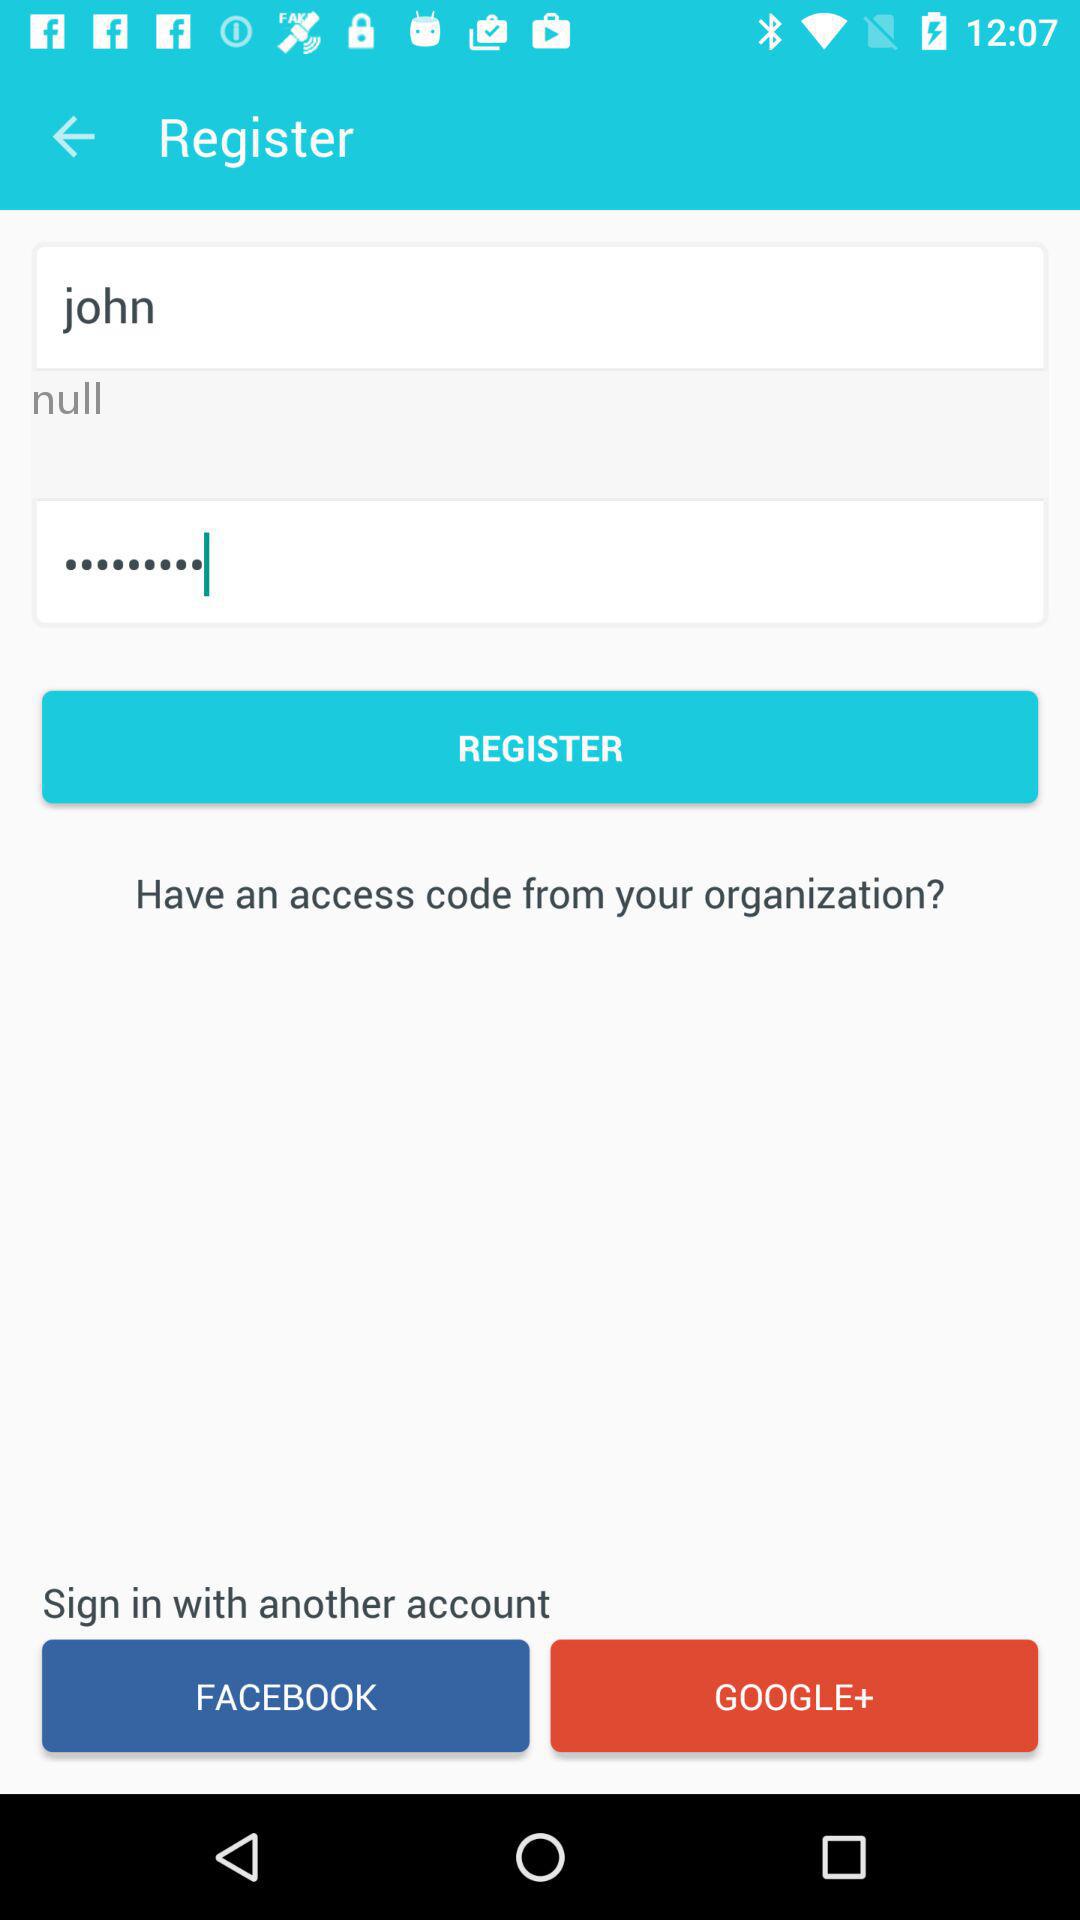 FAKE
12:07
Register
john
null
•••••••••
REGISTER
Have an access code from your organization?
Sign in with another account
FACEBOOK
GOOGLE+